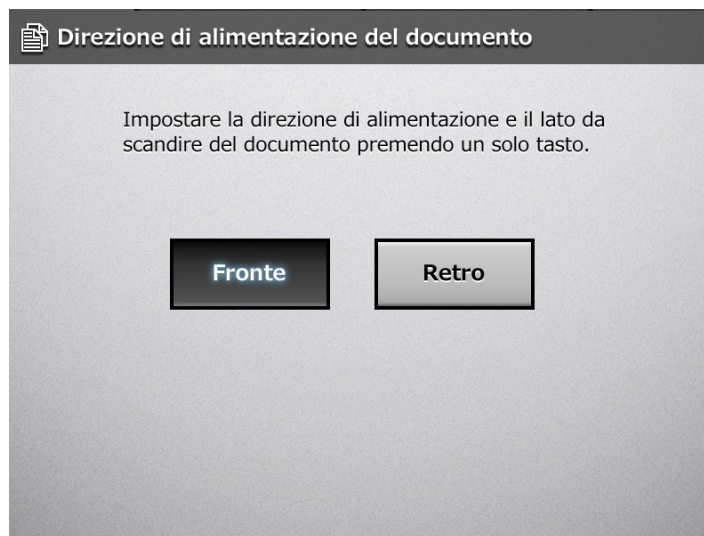 Direzione di alimentazione del documento
Impostare la direzione di alimentazione e il lato da
scandire del documento premendo un solo tasto.
Fronte
Retro